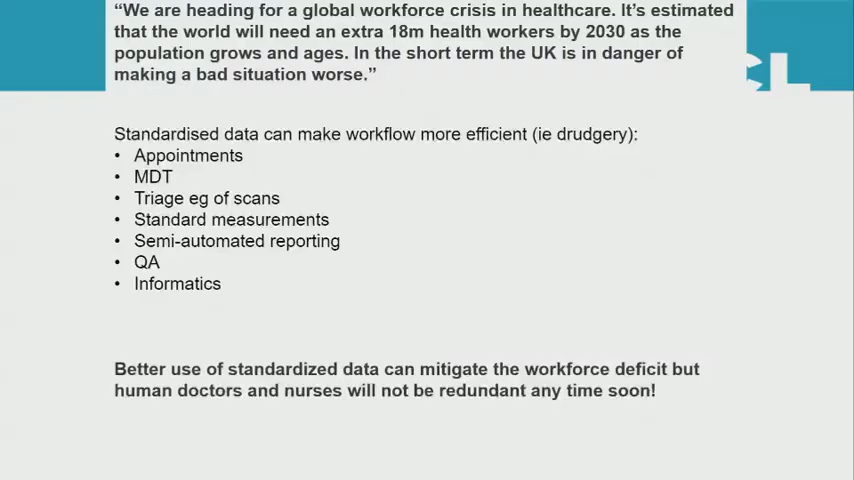 “We are heading for a global workforce crisis in healthcare. It’s estimated
that the world will need an extra 18m health workers by 2030 as the
population grows and ages. In the short term the UK is in danger of
making a bad situation worse.”
CL
Standardised data can make workflow more efficient (ie drudgery):
• Appointments
• MDT
• Triage eg of scans
• Standard measurements
• Semi-automated reporting
• QA
• Informatics
Better use of standardized data can mitigate the workforce deficit but
human doctors and nurses will not be redundant any time soon!